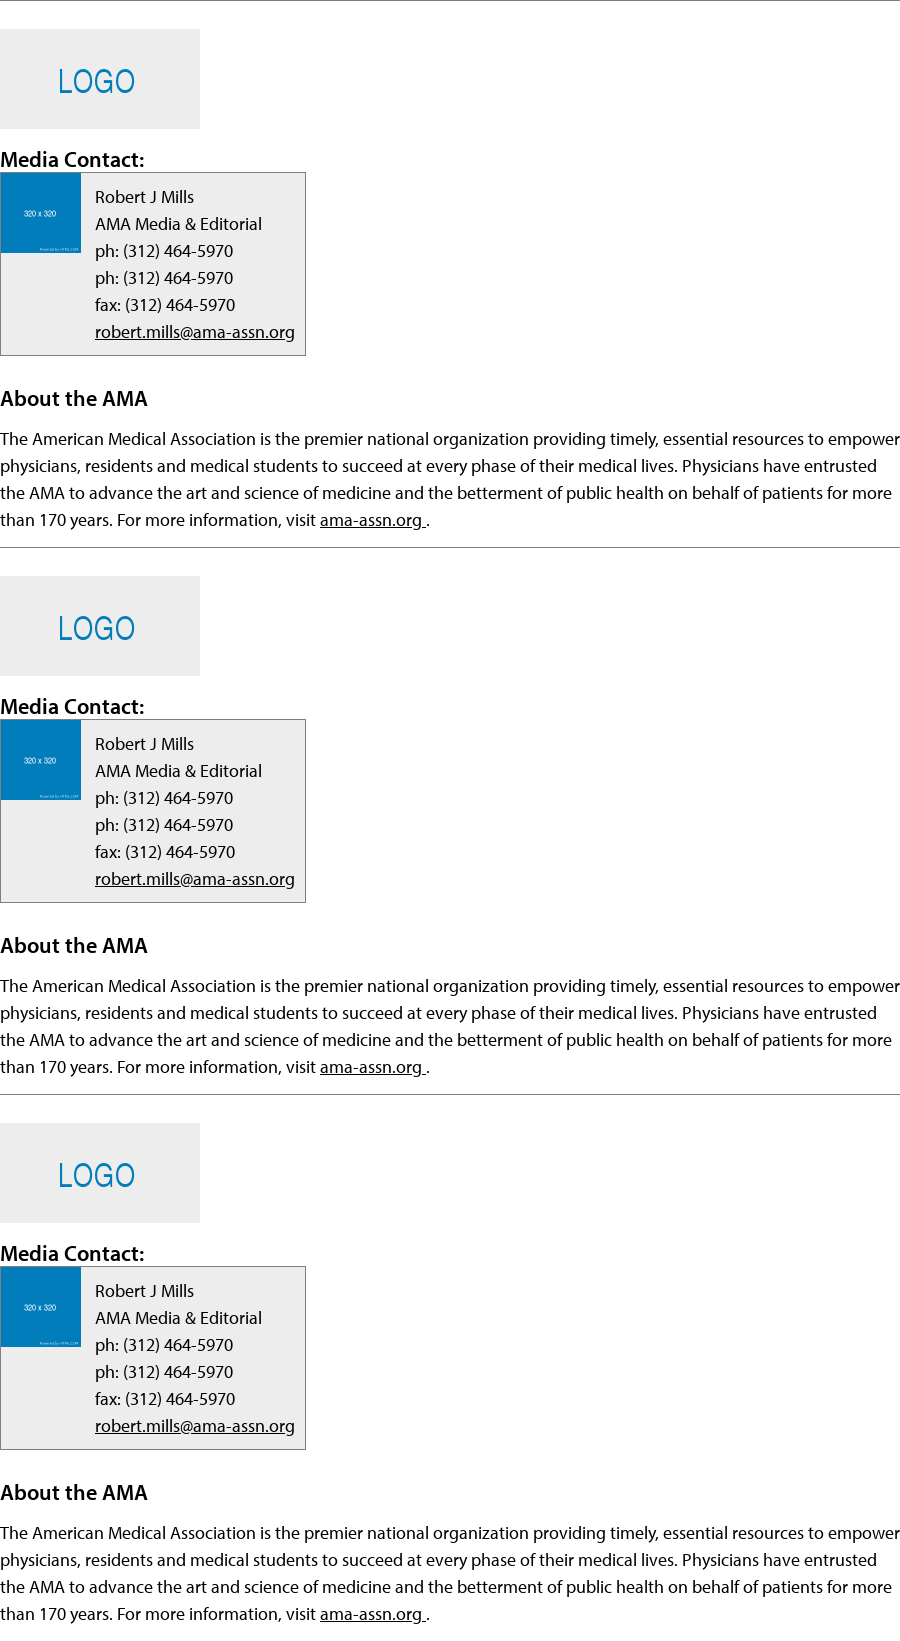 LOGO
Media Contact:
320 x 320
Robert J Mills
AMA Media & Editorial
ph: (312) 464-5970
ph: (312) 464-5970
fax: (312) 464-5970
robert.mills@ama-assn.org
About the AMA
The American Medical Association is the premier national organization providing timely, essential resources to empower
physicians, residents and medical students to succeed at every phase of their medical lives. Physicians have entrusted
the AMA to advance the art and science of medicine and the betterment of public health on behalf of patients for more
than 170 years. For more information, visit ama-assn.org .
LOGO
Media Contact:
320 x 320
Robert J Mills
AMA Media & Editorial
ph: (312) 464-5970
ph: (312) 464-5970
fax: (312) 464-5970
robert.mills@ama-assn.org
About the AMA
The American Medical Association is the premier national organization providing timely, essential resources to empower
physicians, residents and medical students to succeed at every phase of their medical lives. Physicians have entrusted
the AMA to advance the art and science of medicine and the betterment of public health on behalf of patients for more
than 170 years. For more information, visit ama-assn.org .
LOGO
Media Contact:
320 x 320
Robert J Mills
AMA Media & Editorial
ph: (312) 464-5970
ph: (312) 464-5970
fax: (312) 464-5970
robert.mills@ama-assn.org
About the AMA
The American Medical Association is the premier national organization providing timely, essential resources to empower
physicians, residents and medical students to succeed at every phase of their medical lives. Physicians have entrusted
the AMA to advance the art and science of medicine and the betterment of public health on behalf of patients for more
than 170 years. For more information, visit ama-assn.org .